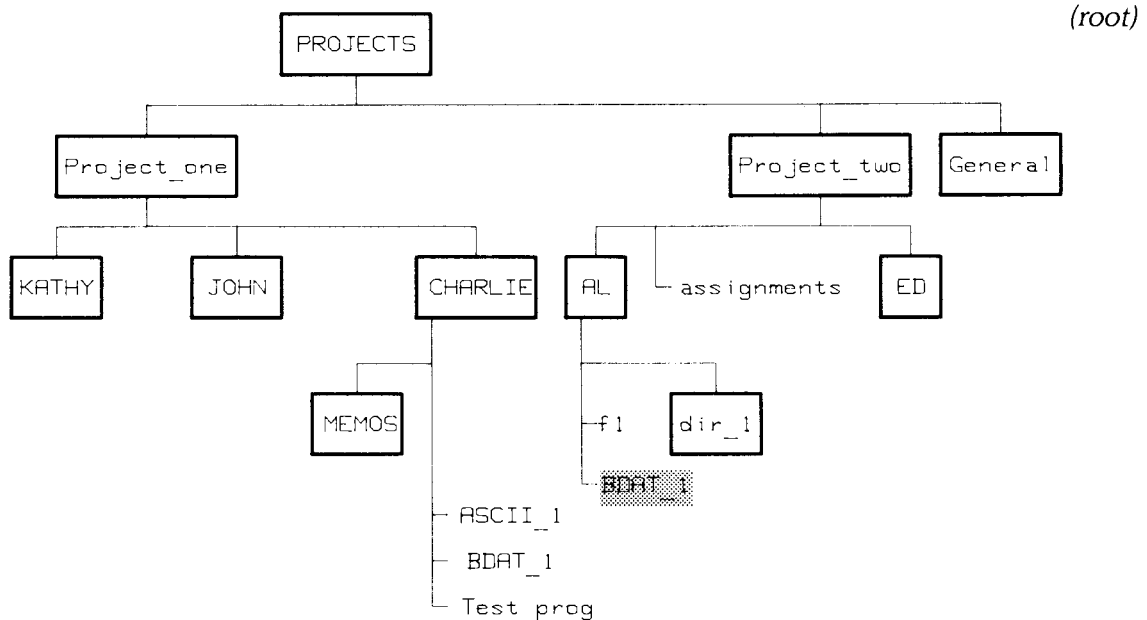 (root)
PROJECTS
Project_one
Project_two
General
KATHY
JOHN
CHARLIE
AL
assignments
ED
MEMOS
f1
dir_1
BDAT_1
ASCII_1
BDAT_1
Test prog